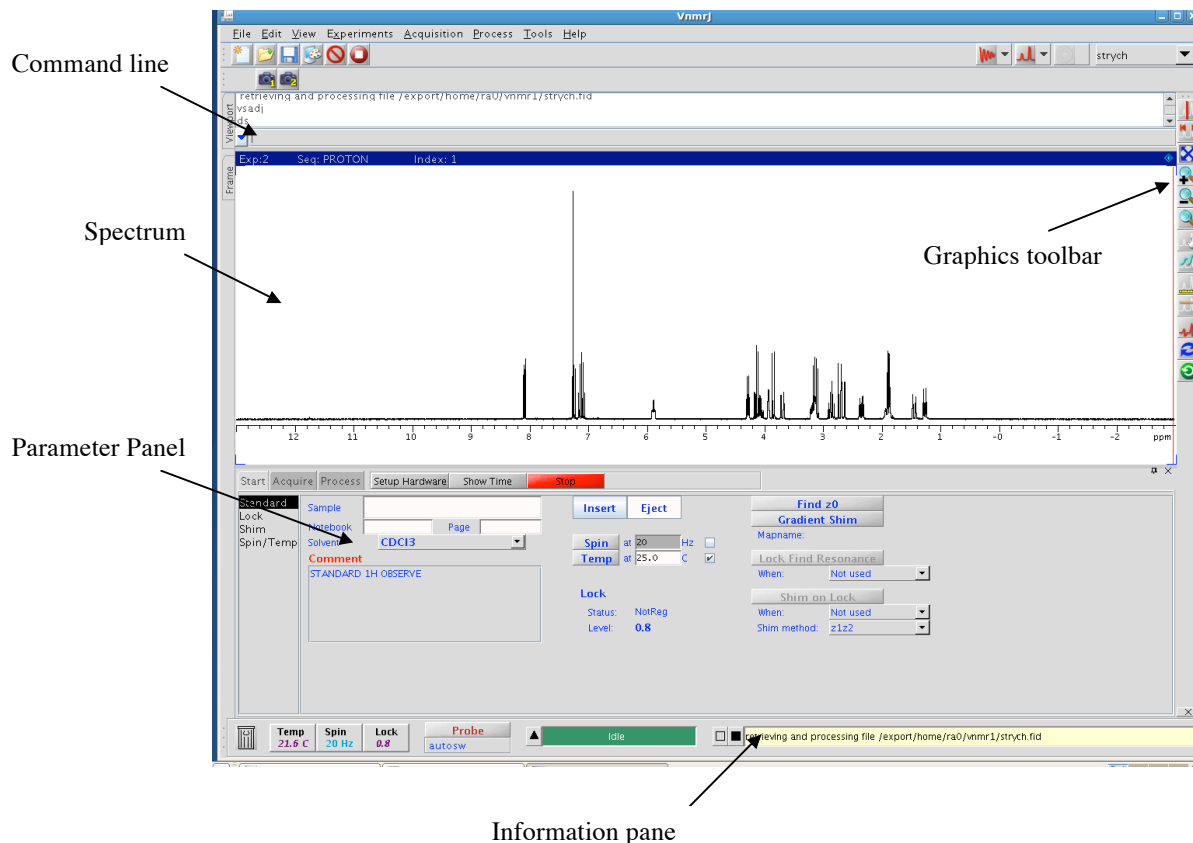 VnmrJ
File Edit View Experiments Acquisition Process Tools Help
Command line
strych
1 2
retrieving and processing file /export/home/ra0/vnmr1/strych.fid
vsadj
ds
Viewport
Exp:2 Seq: PROTON Index: 1
Frame
Spectrum
Graphics toolbar
12 11 10 9 8 7 6 5 4 3 2 1 -0 -1 -2 ppm
Parameter Panel
Start Acquire Process Setup Hardware Show Time Stop
Standard
Lock
Shim
Spin/Temp
Sample
Notebook Page
Solvent CDCl3
Comment
STANDARD 1H OBSERVE
Insert Eject
Spin at 20 Hz
Temp at 25.0 C
Lock
Status: NotReg
Level: 0.8
Find z0
Gradient Shim
Mapname:
Lock Find Resonance
When: Not used
Shim on Lock
When: Not used
Shim method: z1z2
Temp Spin Lock Probe
21.6 C 20 Hz 0.8 autosw
Idle
retrieving and processing file /export/home/ra0/vnmr1/strych.fid
Information pane